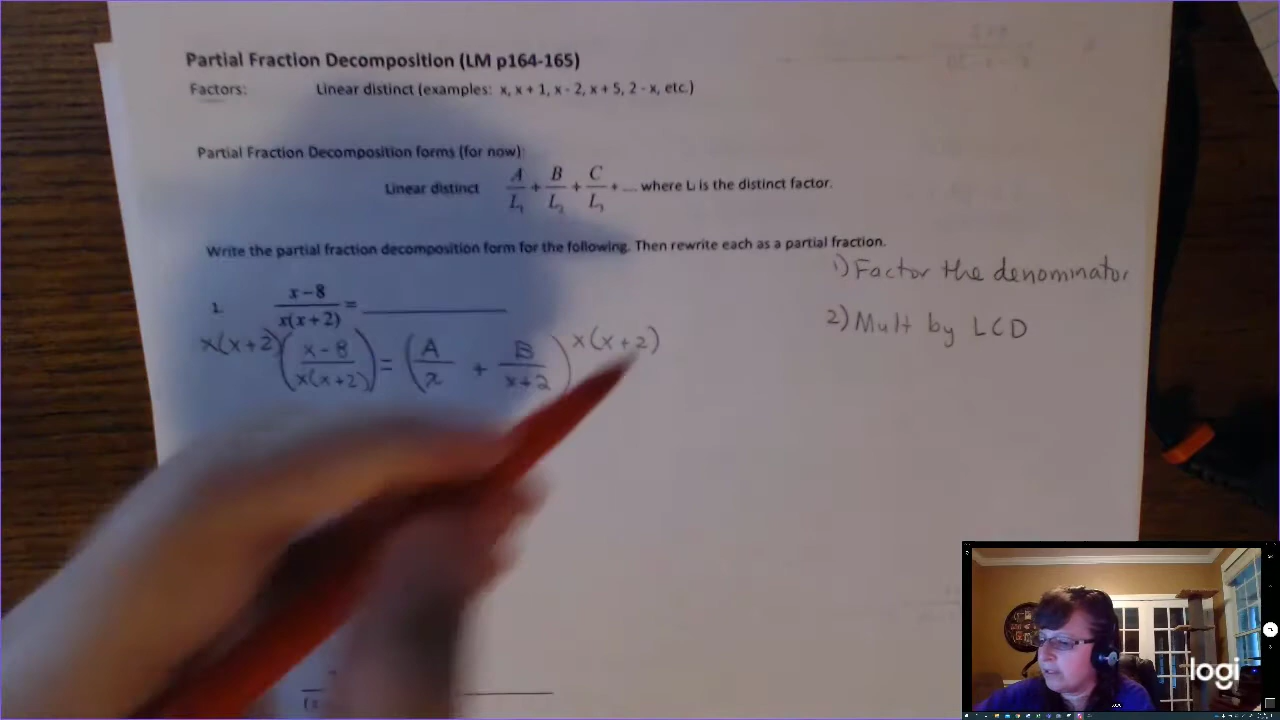 Partial Fraction Decomposition (LM p164-165)
Factors: Linear distinct (examples: x, x + 1, x - 2, x + 5, 2 - x, etc.)
Partial Fraction Decomposition forms (for now):
Linear distinct A/L₁ + B/L₂ + C/L₃ + ... where Lᵢ is the distinct factor.
Write the partial fraction decomposition form for the following. Then rewrite each as a partial fraction.
1) Factor the denominator
1. x-8/x(x+2) = ____________
2) Mult by LCD
x(x+2) (x-8/x(x+2)) = (A/x + B/x+2) x(x+2)
logi